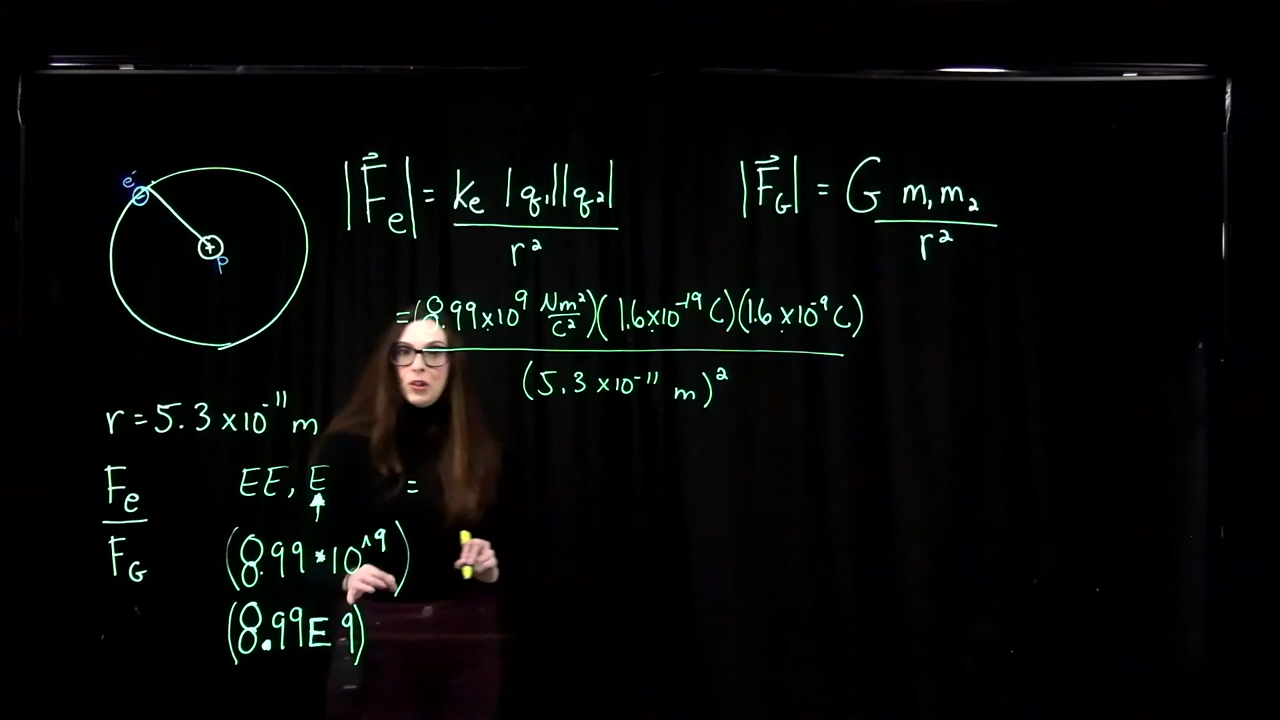 e⁻
p
|F⃗e| = ke |q₁||q₂| / r²
|F⃗G| = G m₁m₂ / r²
= (8.99×10⁹ Nm²/C²)(1.6×10⁻¹⁹ C)(1.6×10⁻⁹ C)
(5.3×10⁻¹¹ m)²
r = 5.3×10⁻¹¹ m
Fe / FG
EE, E
=
(8.99*10^9)
(8.99E9)